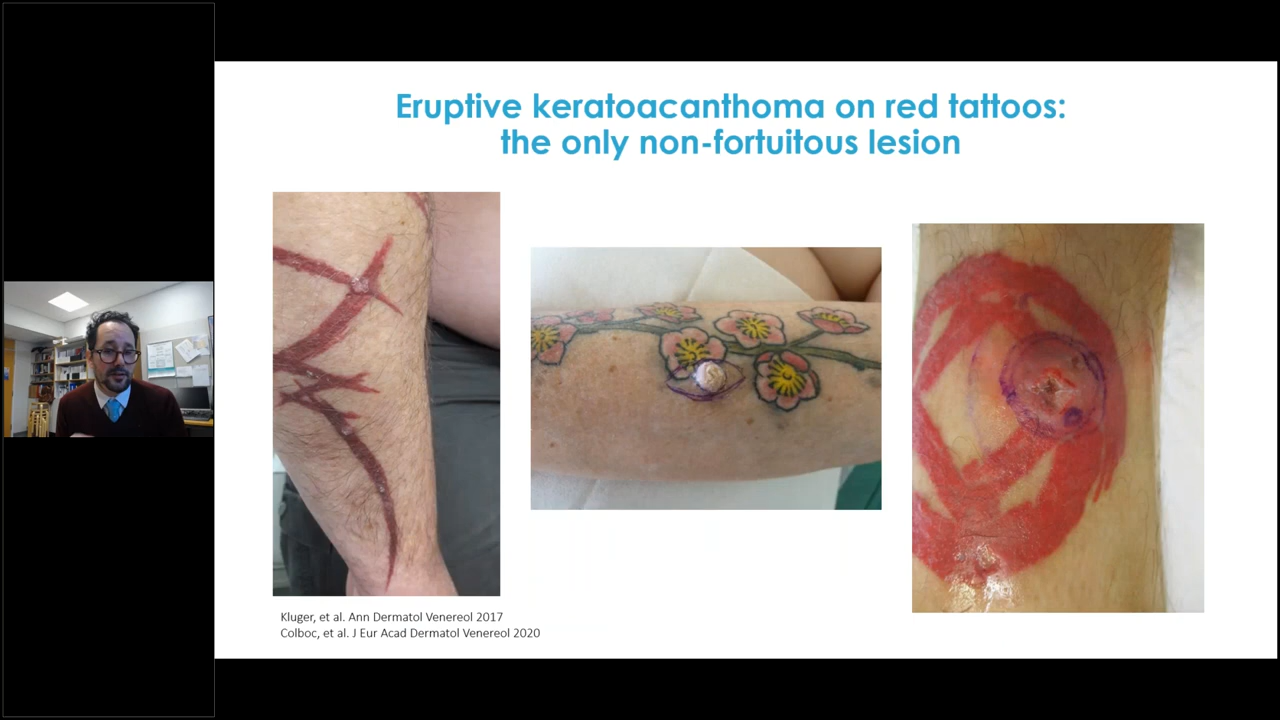 Eruptive keratoacanthoma on red tattoos:
the only non-fortuitous lesion
Kluger, et al. Ann Dermatol Venereol 2017
Colboc, et al. J Eur Acad Dermatol Venereol 2020